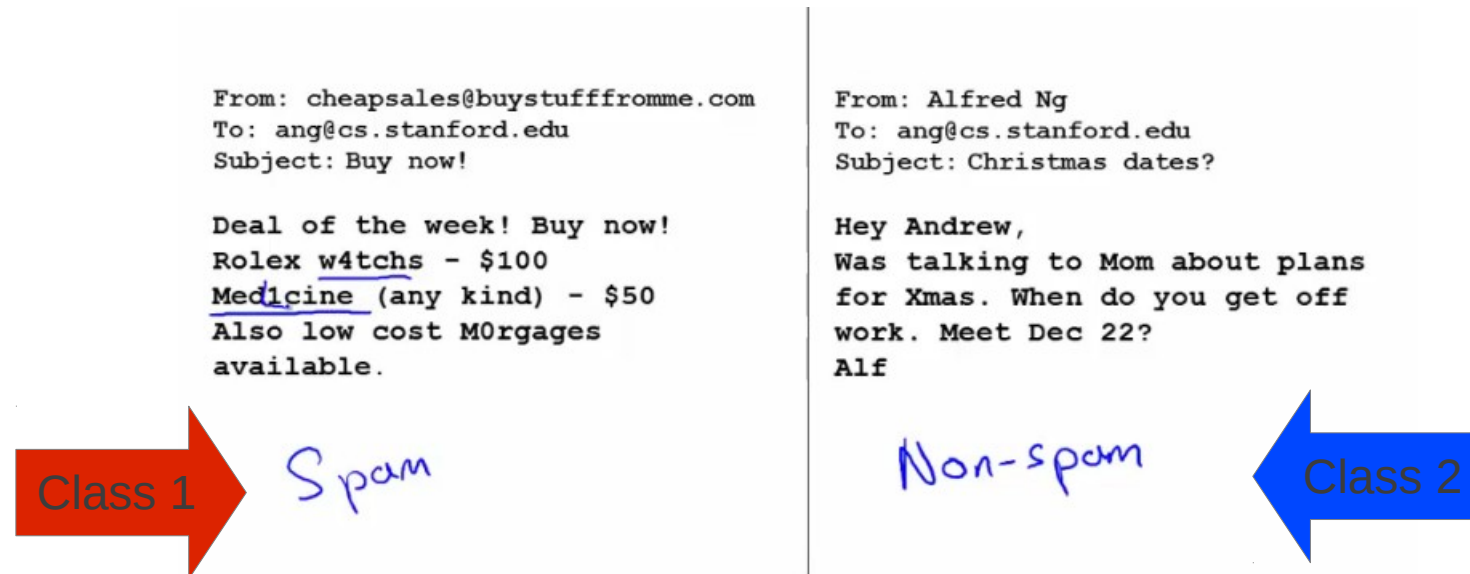 From: cheapsales@buystufffromme.com
To: ang@cs.stanford.edu
Subject: Buy now!
Deal of the week! Buy now!
Rolex w4tchs - $100
Med1cine (any kind) - $50
Also low cost M0rgages
available.
Spam
Class 1
From: Alfred Ng
To: ang@cs.stanford.edu
Subject: Christmas dates?
Hey Andrew,
Was talking to Mom about plans
for Xmas. When do you get off
work. Meet Dec 22?
Alf
Non-spam
Class 2